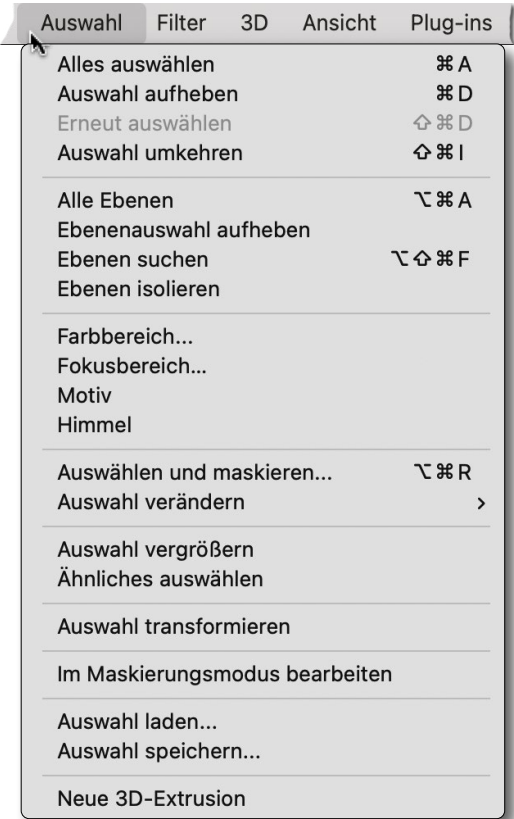 Auswahl Filter 3D Ansicht Plug-ins
Alles auswählen ⌘ A
Auswahl aufheben ⌘ D
Erneut auswählen ⇧ ⌘ D
Auswahl umkehren ⇧ ⌘ I
Alle Ebenen ⌥ ⌘ A
Ebenenauswahl aufheben
Ebenen suchen ⌥ ⇧ ⌘ F
Ebenen isolieren
Farbbereich...
Fokusbereich...
Motiv
Himmel
Auswählen und maskieren... ⌥ ⌘ R
Auswahl verändern >
Auswahl vergrößern
Ähnliches auswählen
Auswahl transformieren
Im Maskierungsmodus bearbeiten
Auswahl laden...
Auswahl speichern...
Neue 3D-Extrusion